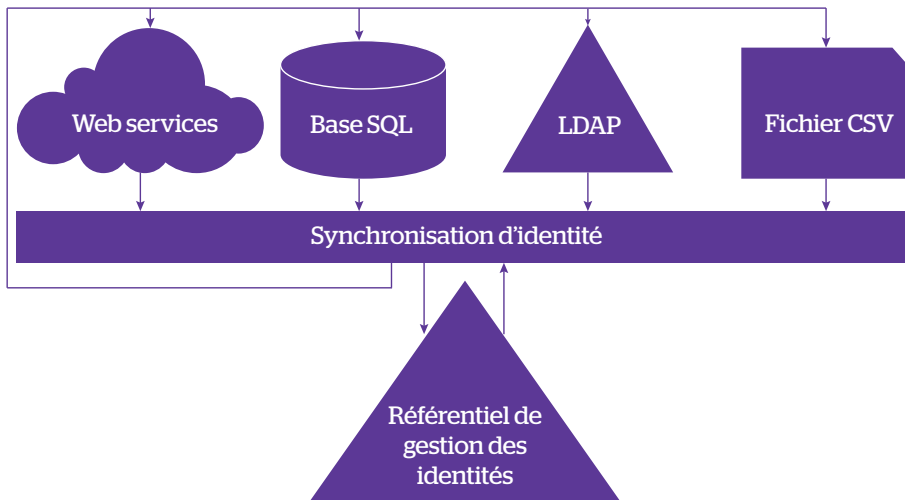 Web services
Base SQL
LDAP
Fichier CSV
Synchronisation d’identité
Référentiel de
gestion des
identités